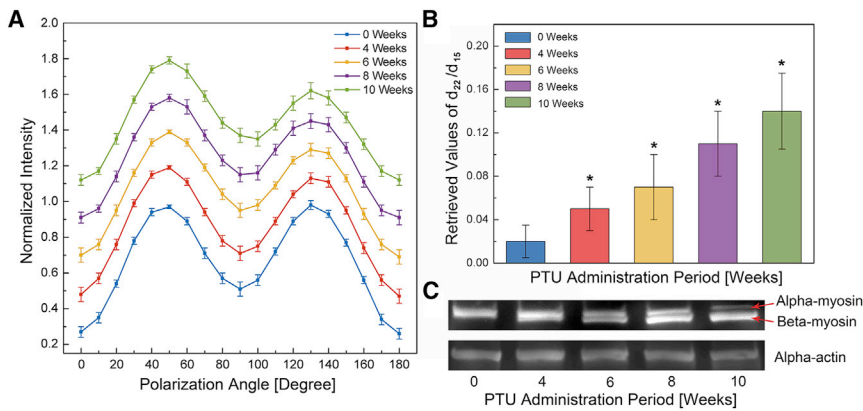 A
2.0
1.8
1.6
1.4
1.2
1.0
0.8
0.6
0.4
0.2
Normalized Intensity
0 Weeks
4 Weeks
6 Weeks
8 Weeks
10 Weeks
0 20 40 60 80 100 120 140 160 180
Polarization Angle [Degree]
B
0.20
0.16
0.12
0.08
0.04
0.00
Retrieved Values of d22/d15
0 Weeks
4 Weeks
6 Weeks
8 Weeks
10 Weeks
* * * *
PTU Administration Period [Weeks]
C
Alpha-myosin
Beta-myosin
Alpha-actin
0 4 6 8 10
PTU Administration Period [Weeks]